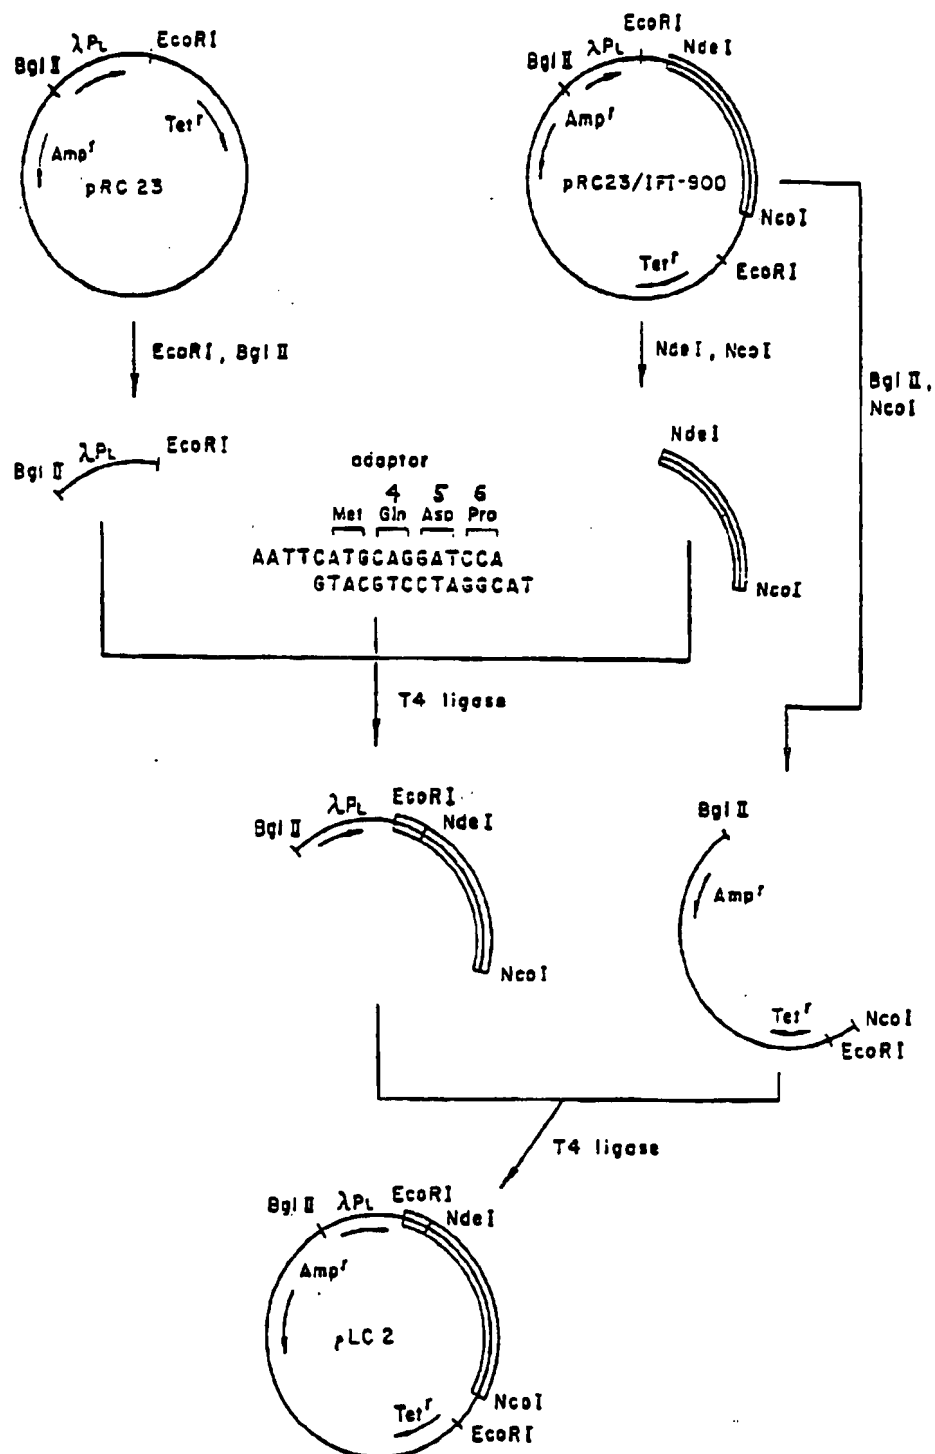 λPL EcoRI
Bgl II
Tetr
Ampr
pRC 23
EcoRI
λPL NdeI
Bgl II
Ampr
pRC23/IFI-900
NcoI
Tetr
EcoRI
EcoRI, Bgl II
NdeI, NcoI
Bgl II,
NcoI
λPL EcoRI
Bgl II
NdeI
NcoI
adaptor
4 5 6
Met Gln Asp Pro
AATTCATGCAGGATCCA
GTACGTCCTAGGCAT
T4 ligase
EcoRI
λPL NdeI
Bgl II
NcoI
Bgl II
Ampr
Tetr NcoI
EcoRI
T4 ligase
EcoRI
Bgl II λPL NdeI
Ampr
pLC 2
NcoI
Tetr
EcoRI